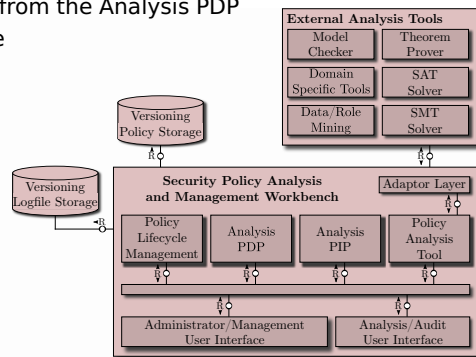 from the Analysis PDP
External Analysis Tools
Model
Checker
Theorem
Prover
Domain
Specific Tools
SAT
Solver
Data/Role
Mining
SMT
Solver
Versioning
Policy Storage
R
R
Versioning
Logfile Storage
R
Security Policy Analysis
and Management Workbench
Adaptor Layer
R
Policy
Lifecycle
Management
Analysis
PDP
Analysis
PIP
Policy
Analysis
Tool
R
R
R
R
R
R
Administrator/Management
User Interface
Analysis/Audit
User Interface